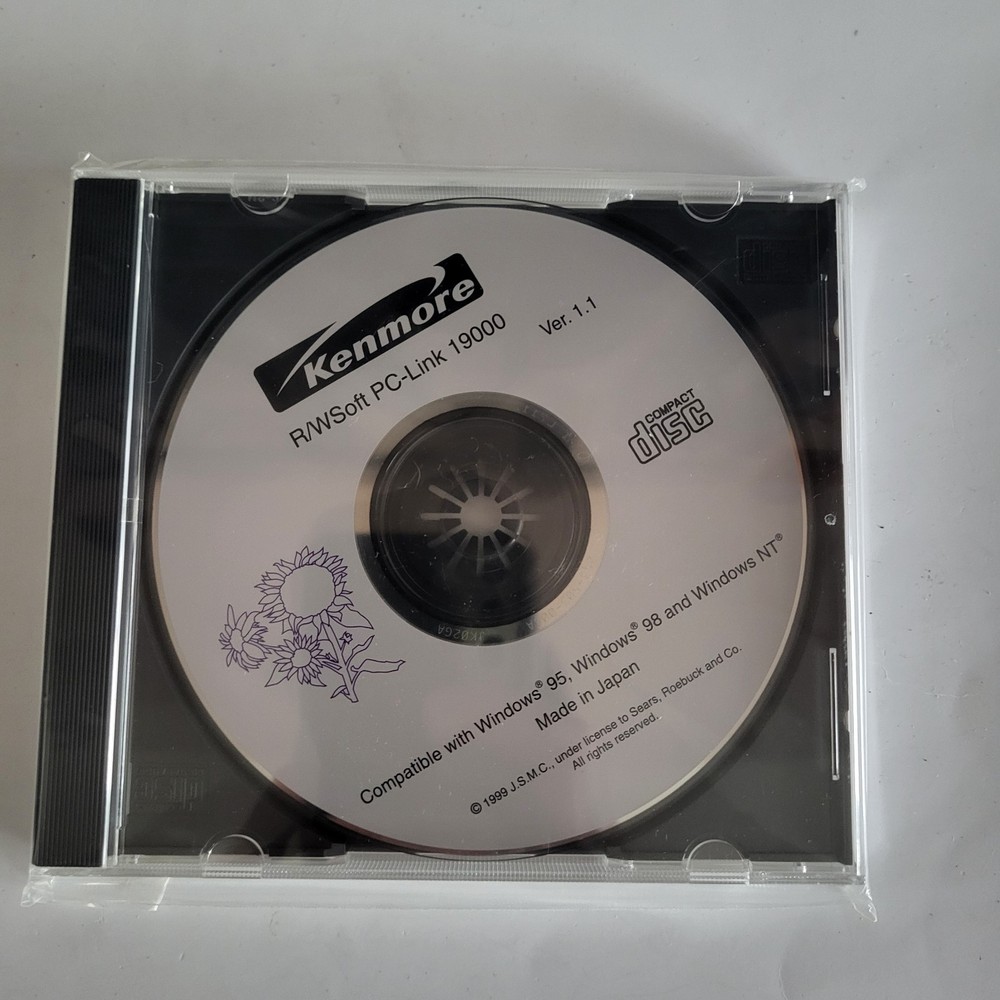 Kenmore
R/WSoft PC-Link 19000
Ver. 1.1
COMPACT
disc
Compatible with Windows® 95, Windows® 98 and Windows NT®
Made in Japan
© 1999 J.S.M.C., under license to Sears, Roebuck and Co.
All rights reserved.